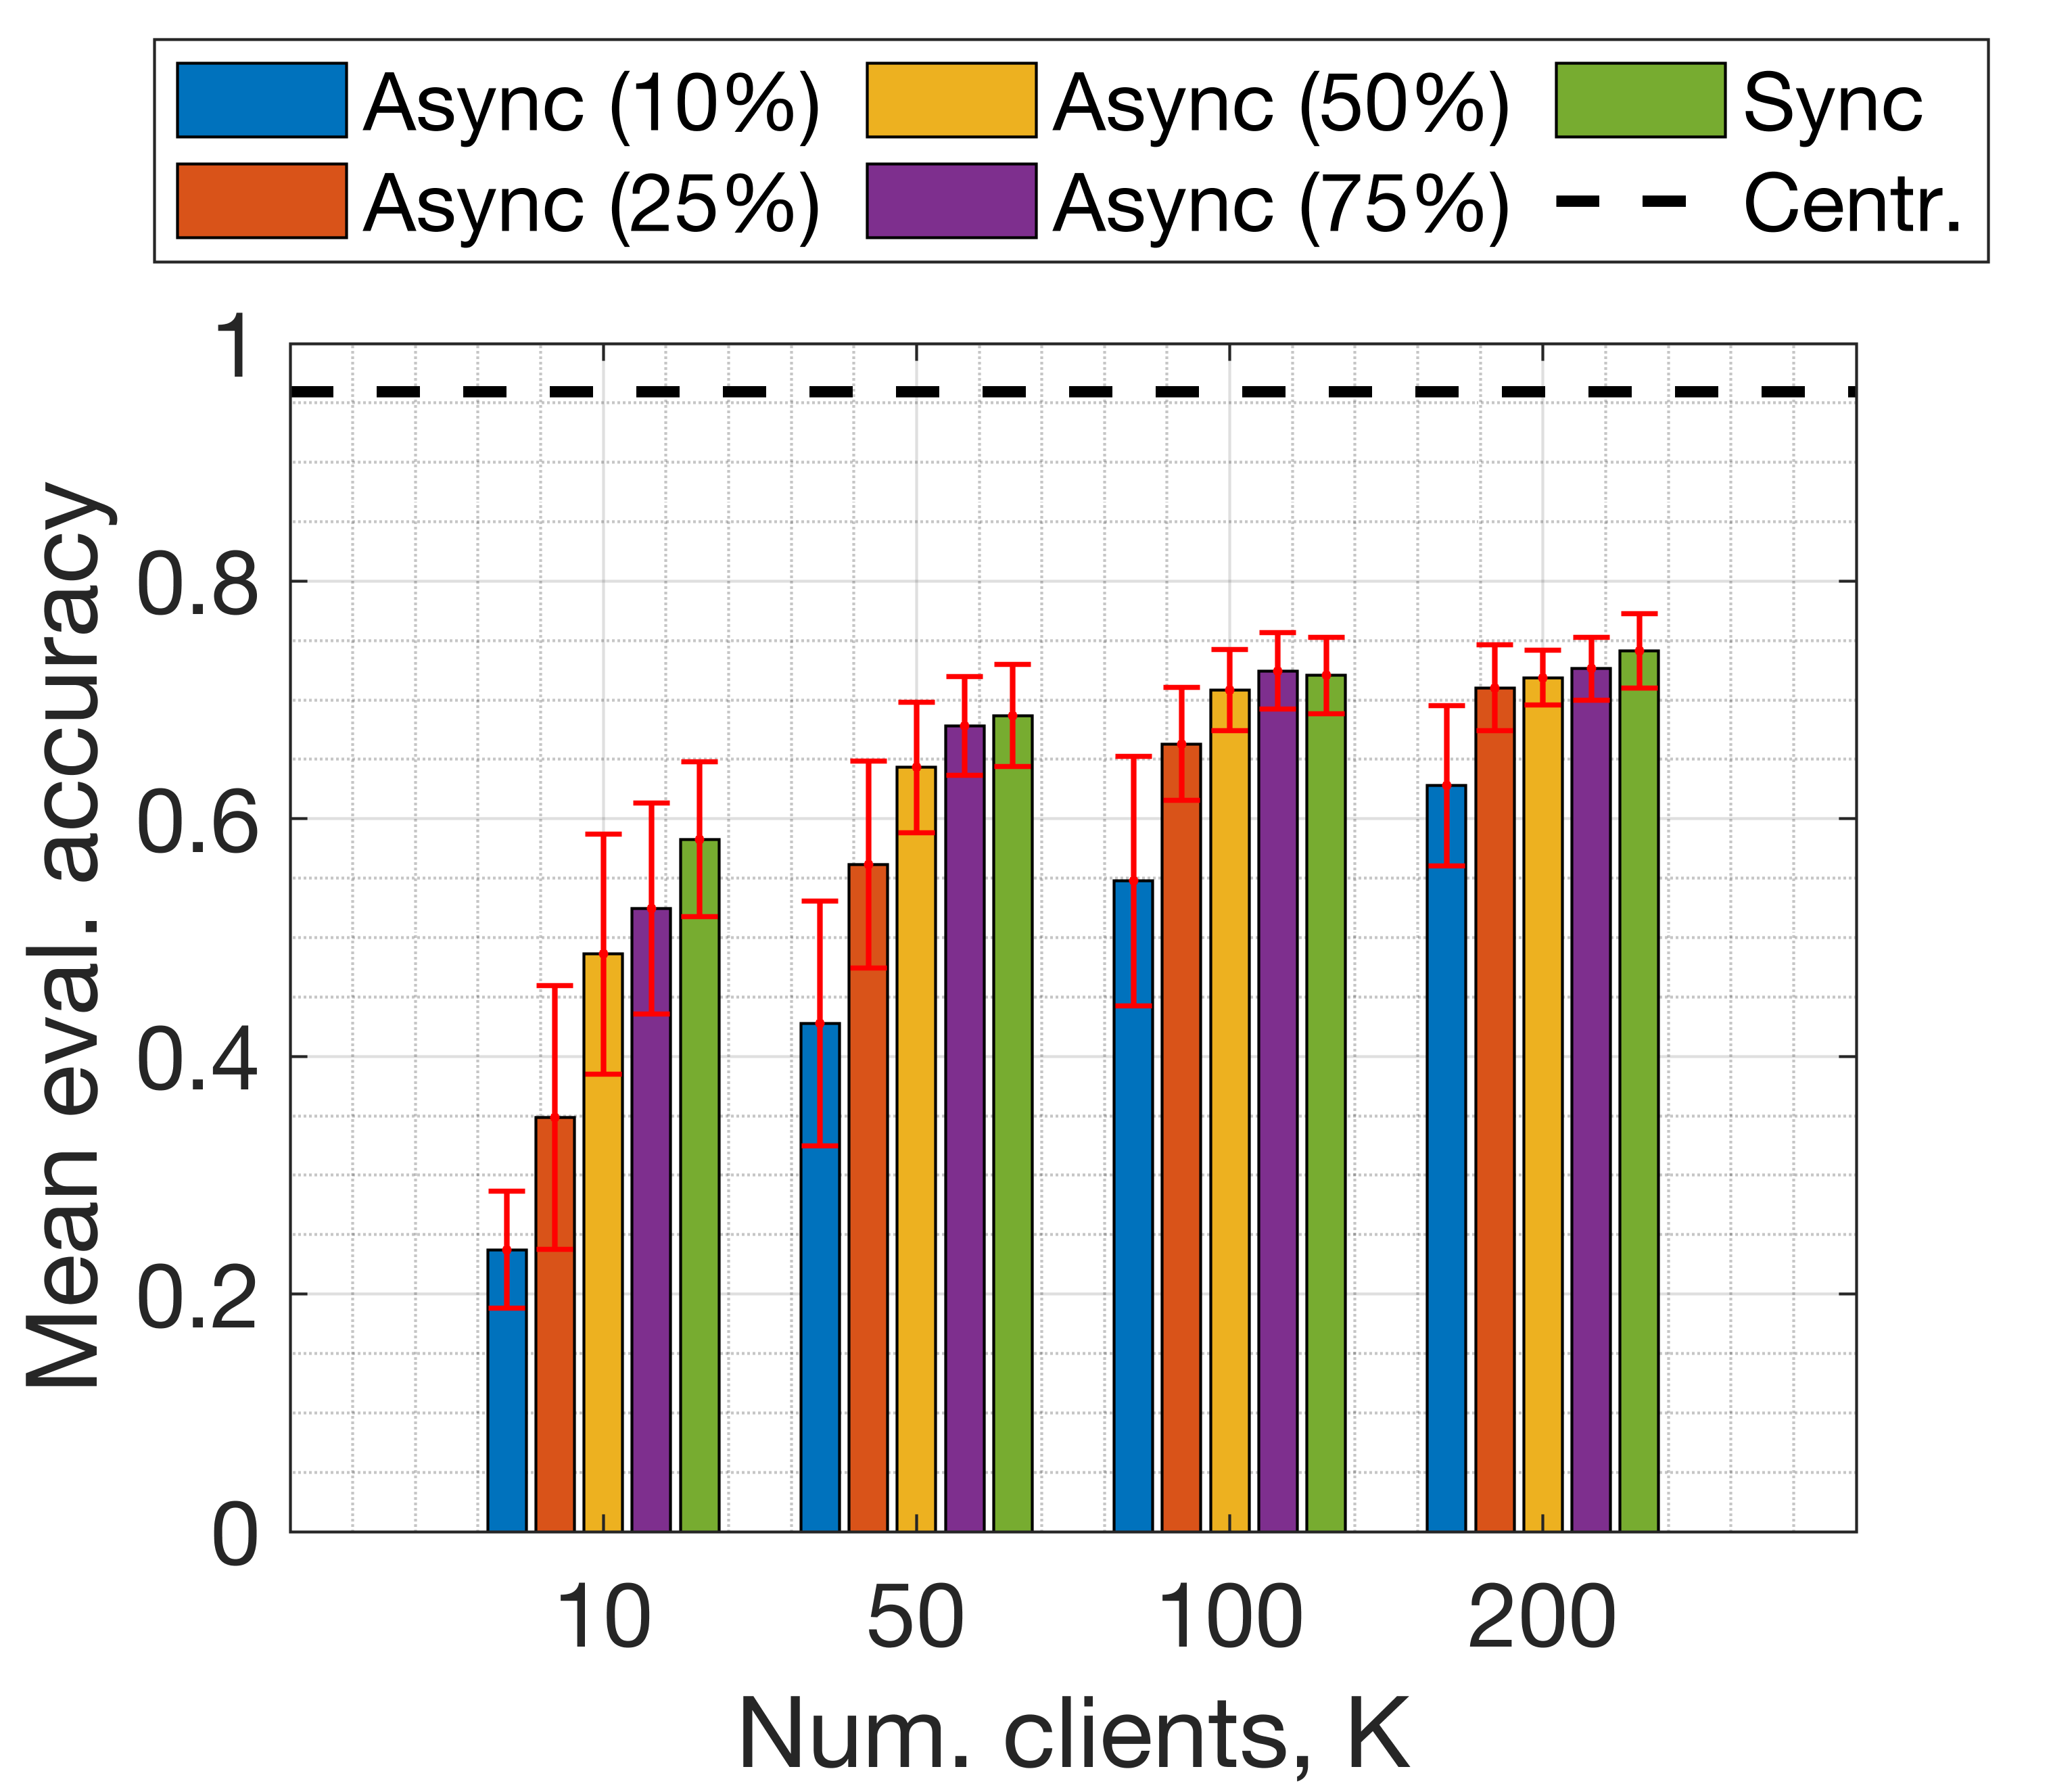 Async (10%) Async (50%) Sync
Async (25%) Async (75%) Centr.
1
0.8
0.6
0.4
0.2
0
Mean eval. accuracy
10 50 100 200
Num. clients, K